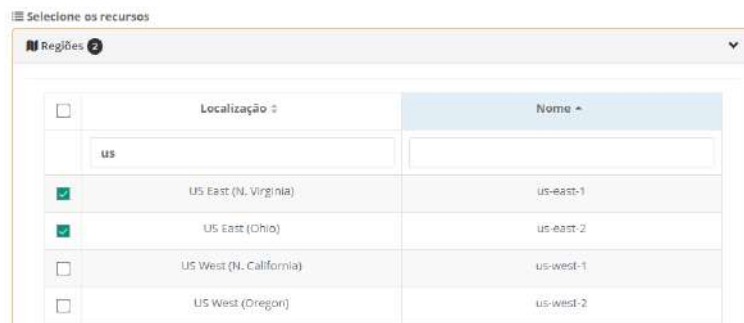 Selecione os recursos
Regiões 2
Localização Nome
us
US East (N. Virginia) us-east-1
US East (Ohio) us-east-2
US West (N. California) us-west-1
US West (Oregon) us-west-2